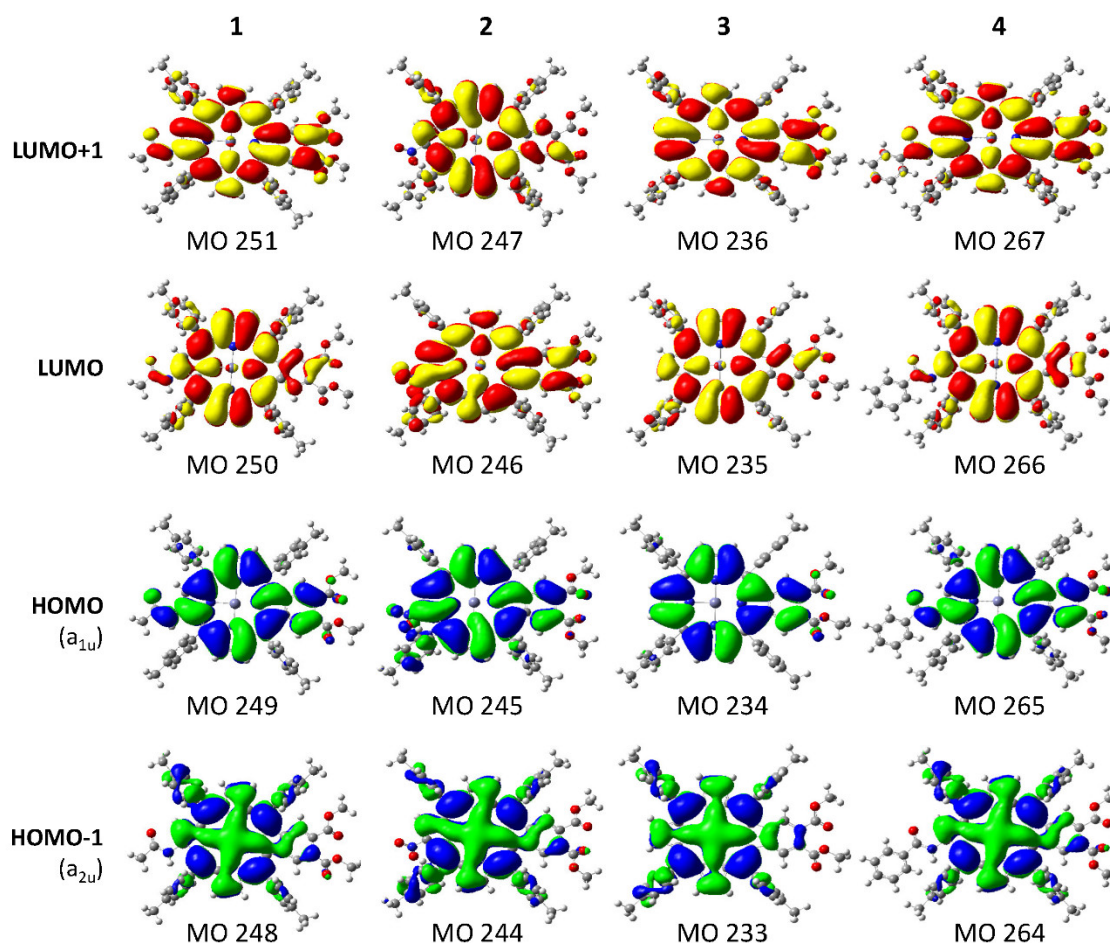 1 2 3 4
LUMO+1
MO 251 MO 247 MO 236 MO 267
LUMO
MO 250 MO 246 MO 235 MO 266
HOMO
(a1u)
MO 249 MO 245 MO 234 MO 265
HOMO-1
(a2u)
MO 248 MO 244 MO 233 MO 264